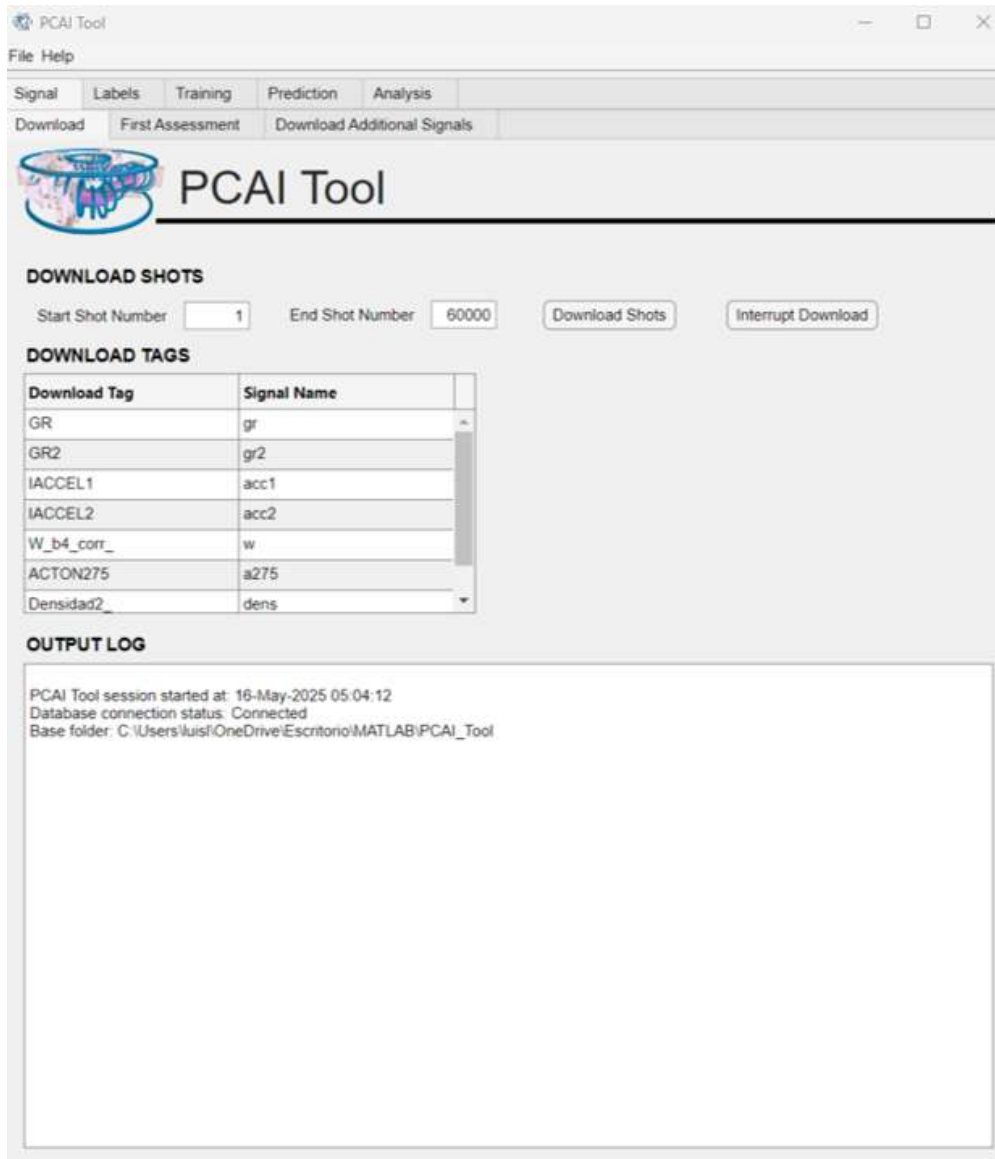 PCAI Tool
File Help
Signal Labels Training Prediction Analysis
Download First Assessment Download Additional Signals
PCAI Tool
DOWNLOAD SHOTS
Start Shot Number 1 End Shot Number 60000 Download Shots Interrupt Download
DOWNLOAD TAGS
Download Tag Signal Name
GR gr
GR2 gr2
IACCEL1 acc1
IACCEL2 acc2
W_b4_corr_ w
ACTON275 a275
Densidad2_ dens
OUTPUT LOG
PCAI Tool session started at: 16-May-2025 05:04:12
Database connection status: Connected
Base folder: C:\Users\luisl\OneDrive\Escritorio\MATLAB\PCAI_Tool